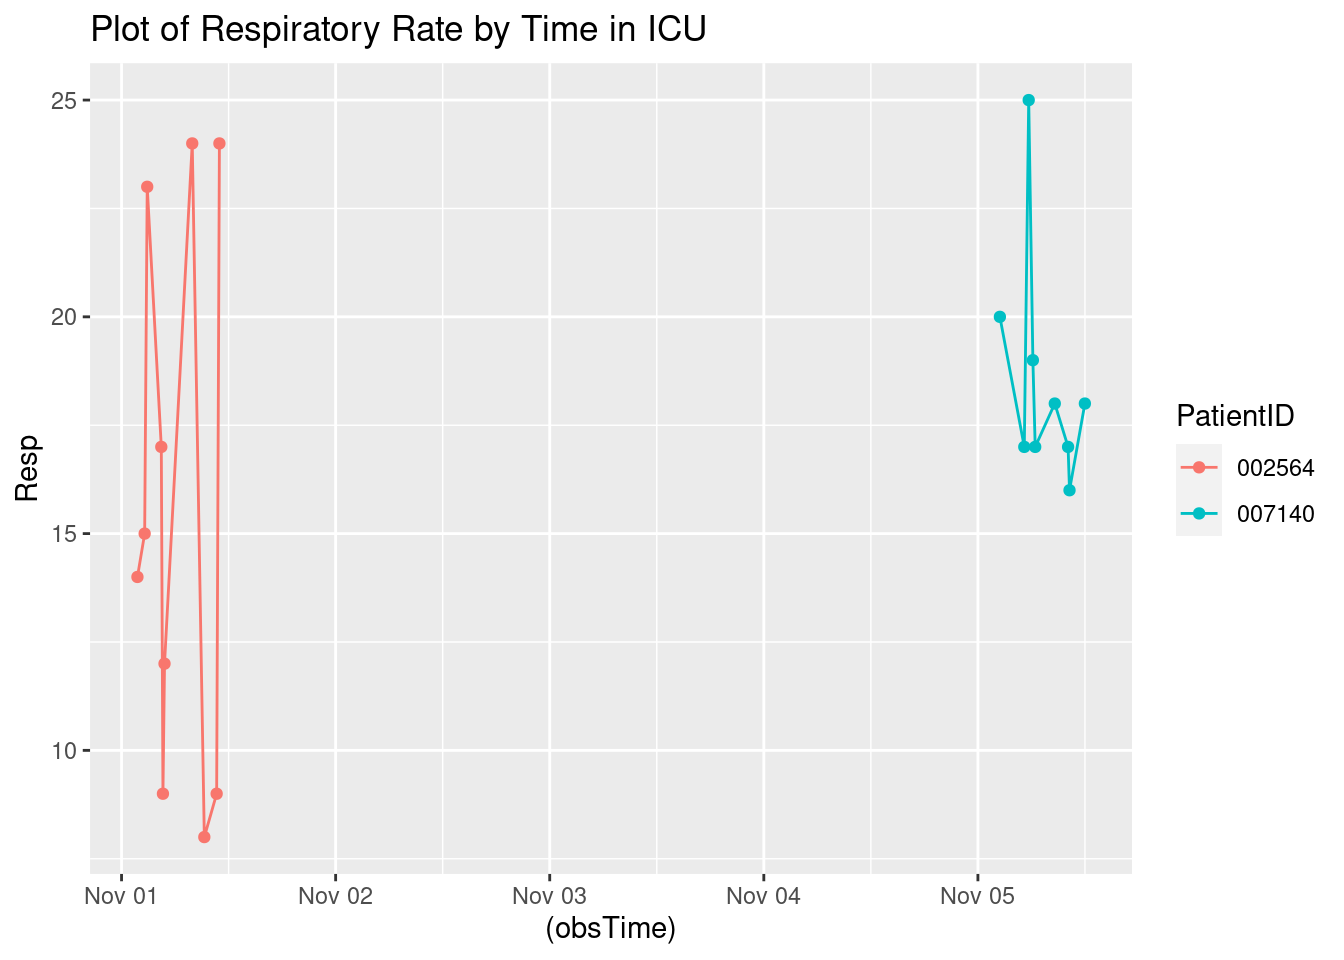 Plot of Respiratory Rate by Time in ICU
25
20
15
10
Resp
Nov 01
Nov 02
Nov 03
Nov 04
Nov 05
(obsTime)
PatientID
002564
007140